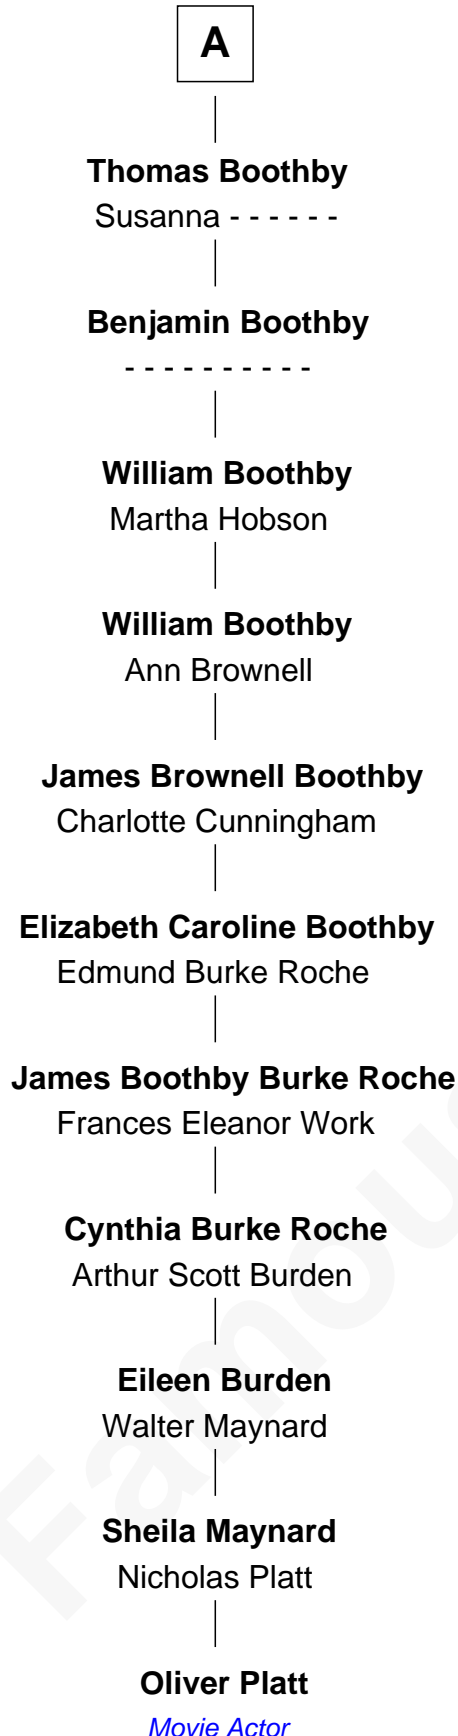 A
Thomas Boothby
Susanna - - - - - -
Benjamin Boothby
- - - - - - - - - -
William Boothby
Martha Hobson
William Boothby
Ann Brownell
James Brownell Boothby
Charlotte Cunningham
Elizabeth Caroline Boothby
Edmund Burke Roche
James Boothby Burke Roche
Frances Eleanor Work
Cynthia Burke Roche
Arthur Scott Burden
Eileen Burden
Walter Maynard
Sheila Maynard
Nicholas Platt
Oliver Platt
Movie Actor
Famous